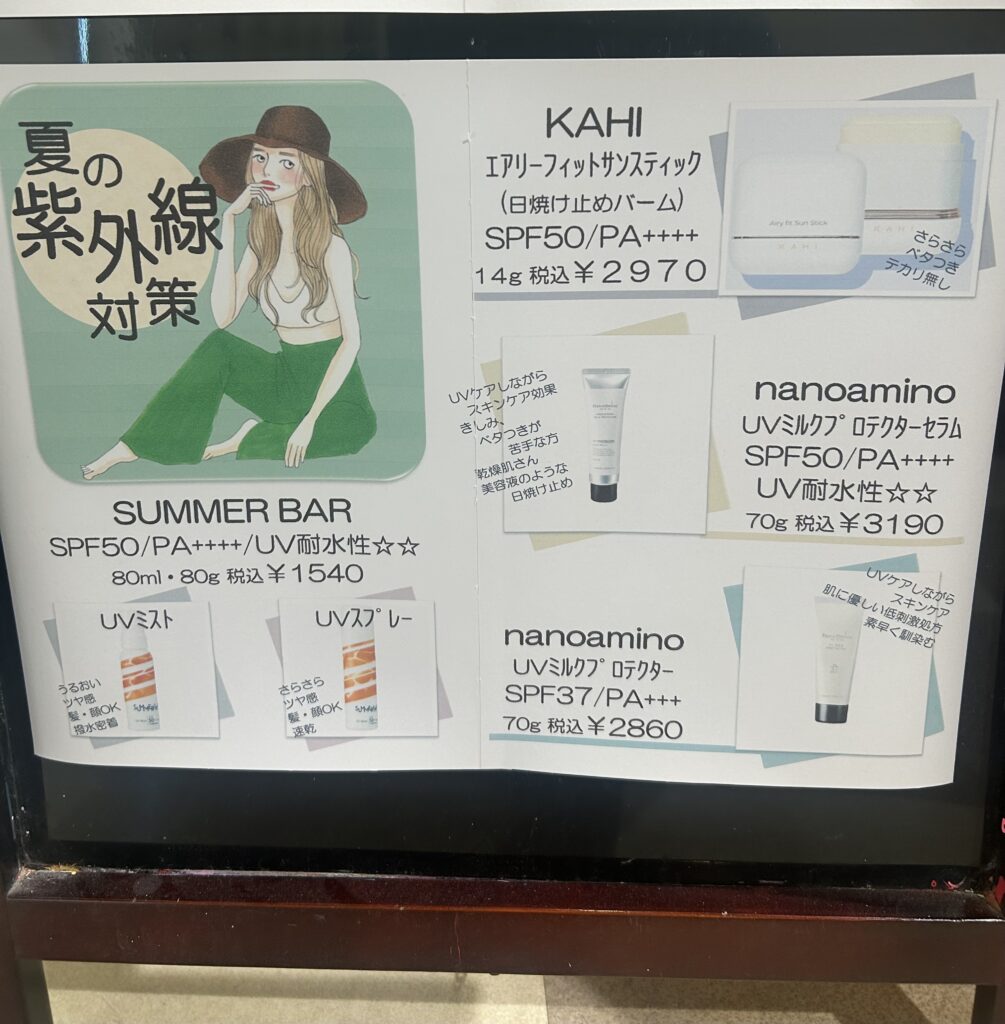 夏の
紫外線
対策
SUMMER BAR
SPF50/PA++++/UV耐水性☆☆
80ml・80g 税込¥1540
UVミスト
うるおい
ツヤ感
髪・顔OK
撥水密着
UVスプレー
さらさら
ツヤ感
髪・顔OK
速乾
KAHI
エアリーフィットサンスティック
(日焼け止めバーム)
SPF50/PA++++
14g 税込¥2970
Airy fit Sun Stick
KAHI
KAHI
さらさら
ベタつき
テカリ無し
UVケアしながら
スキンケア効果
きしみ、
ベタつきが
苦手な方
乾燥肌さん
美容液のような
日焼け止め
nanoamino
UVミルクプロテクターセラム
SPF50/PA++++
UV耐水性☆☆
70g 税込¥3190
nanoamino
UVミルクプロテクター
SPF37/PA+++
70g 税込¥2860
UVケアしながら
スキンケア
肌に優しい低刺激処方
素早く馴染む